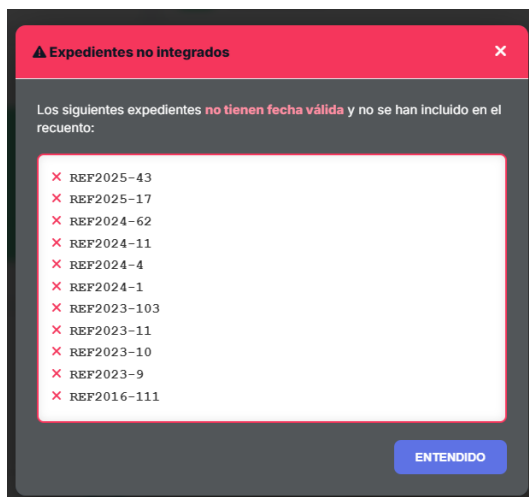 Expedientes no integrados
Los siguientes expedientes no tienen fecha válida y no se han incluido en el
recuento:
REF2025-43
REF2025-17
REF2024-62
REF2024-11
REF2024-4
REF2024-1
REF2023-103
REF2023-11
REF2023-10
REF2023-9
REF2016-111
ENTENDIDO